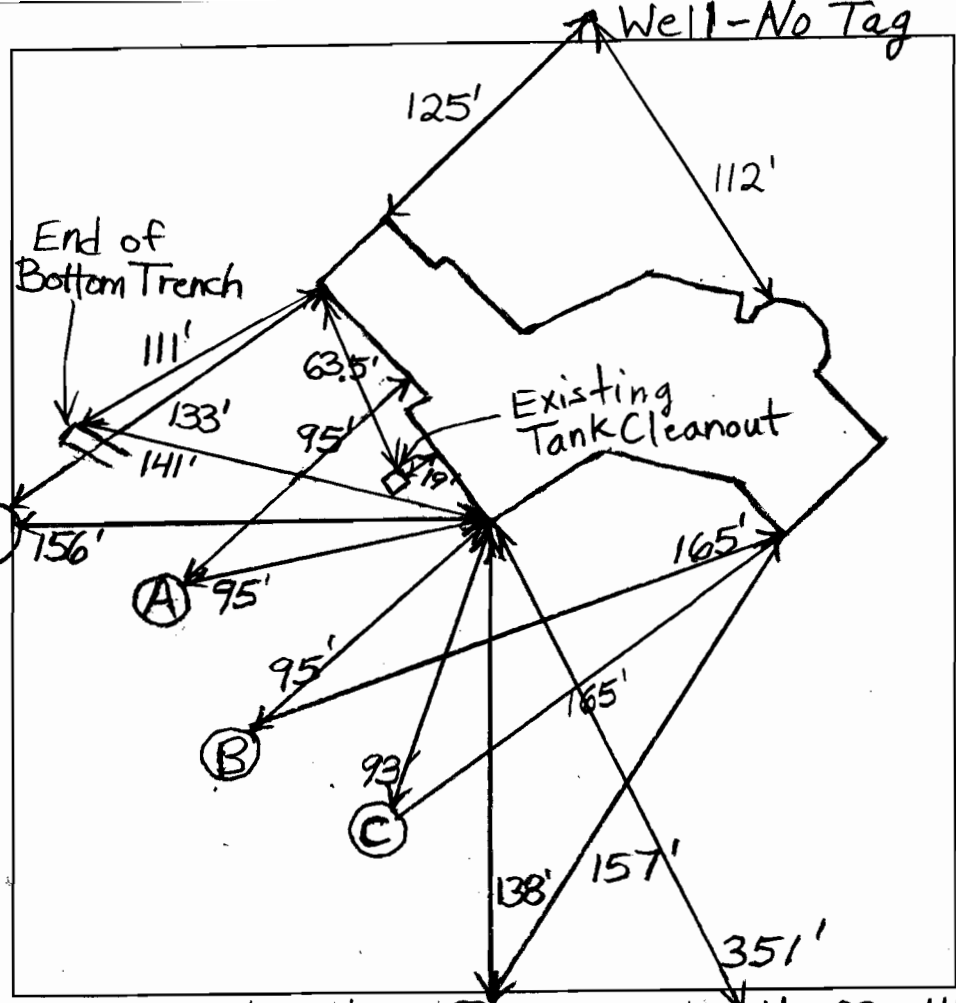 Well-No Tag
125'
112'
End of
Bottom Trench
111'
63.5'
133'
95'
Existing
Tank Cleanout
141'
19'
156'
165'
A
95'
95'
165'
B
93'
C
157'
138'
351'